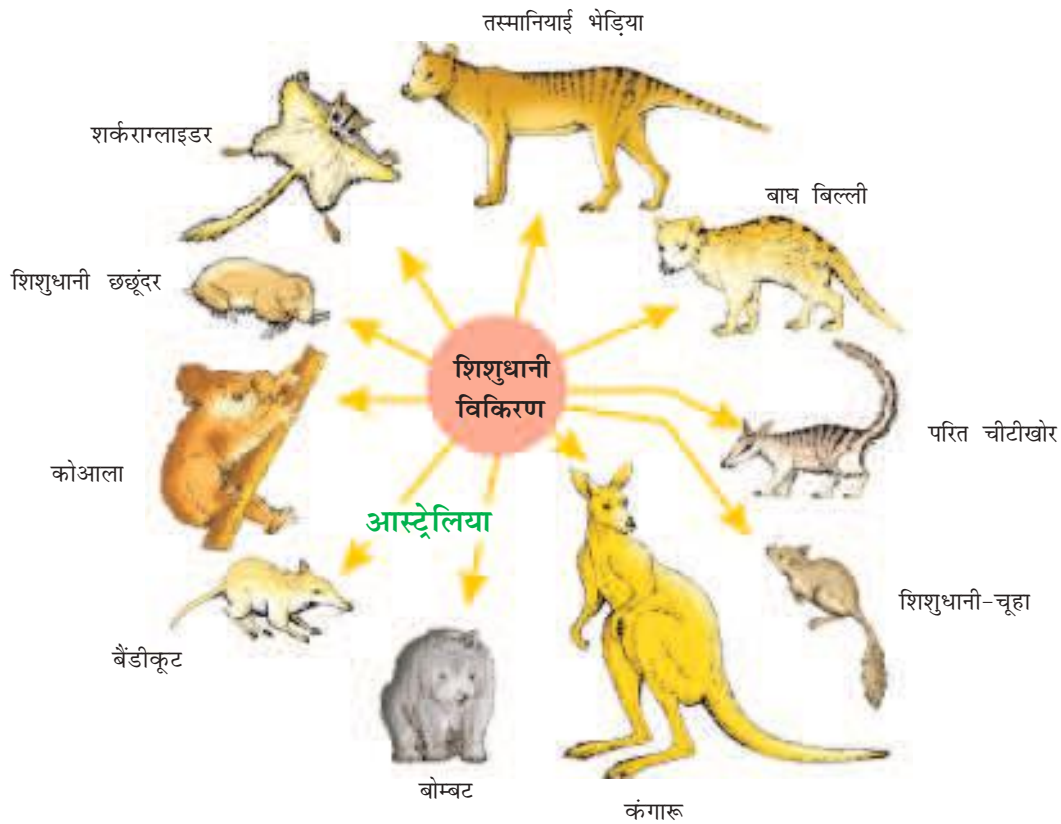 तस्मानियाई भेड़िया
शर्कराग्लाइडर
बाघ बिल्ली
शिशुधानी छछूंदर
शिशुधानी
विकिरण
परित चीटीखोर
कोआला
आस्ट्रेलिया
शिशुधानी-चूहा
बैंडीकूट
बोम्बट
कंगारू